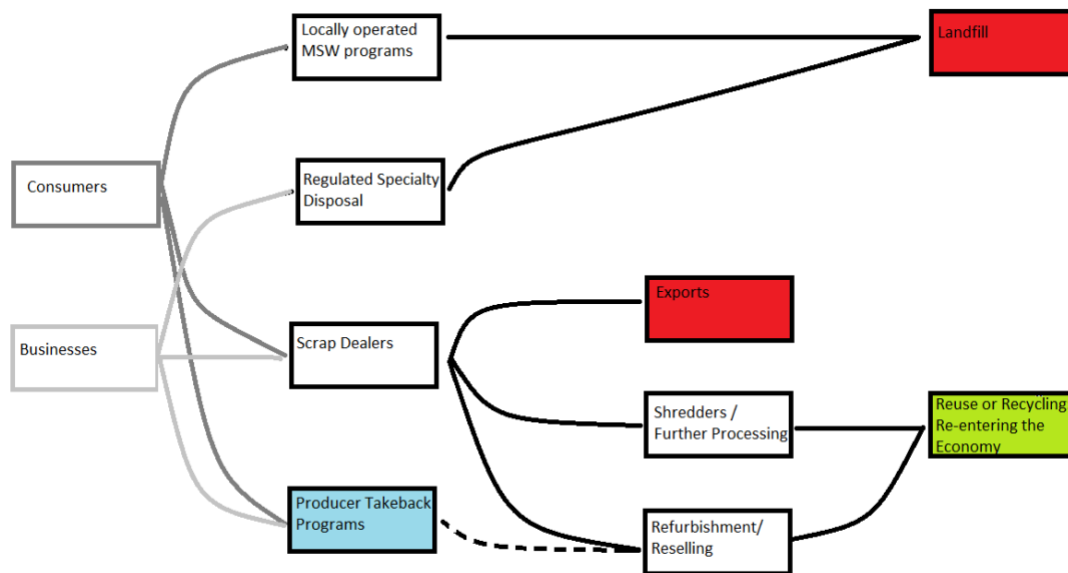 Locally operated
MSW programs
Landfill
Consumers
Regulated Specialty
Disposal
Exports
Businesses
Scrap Dealers
Shredders /
Further Processing
Reuse or Recycling:
Re-entering the
Economy
Producer Takeback
Programs
Refurbishment/
Reselling